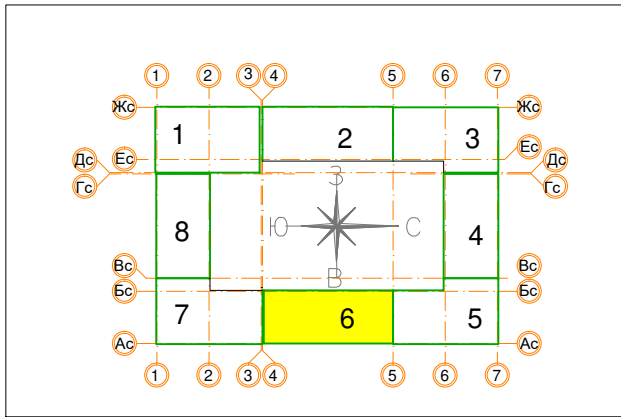 1 2 3 4 5 6 7
Жс Жс
1 2 3
Ес Ес
Дс Дс
Гс З Гс
8 Ю С 4
Вс В Вс
Бс Бс
7 6 5
Ас Ас
1 2 3 4 5 6 7